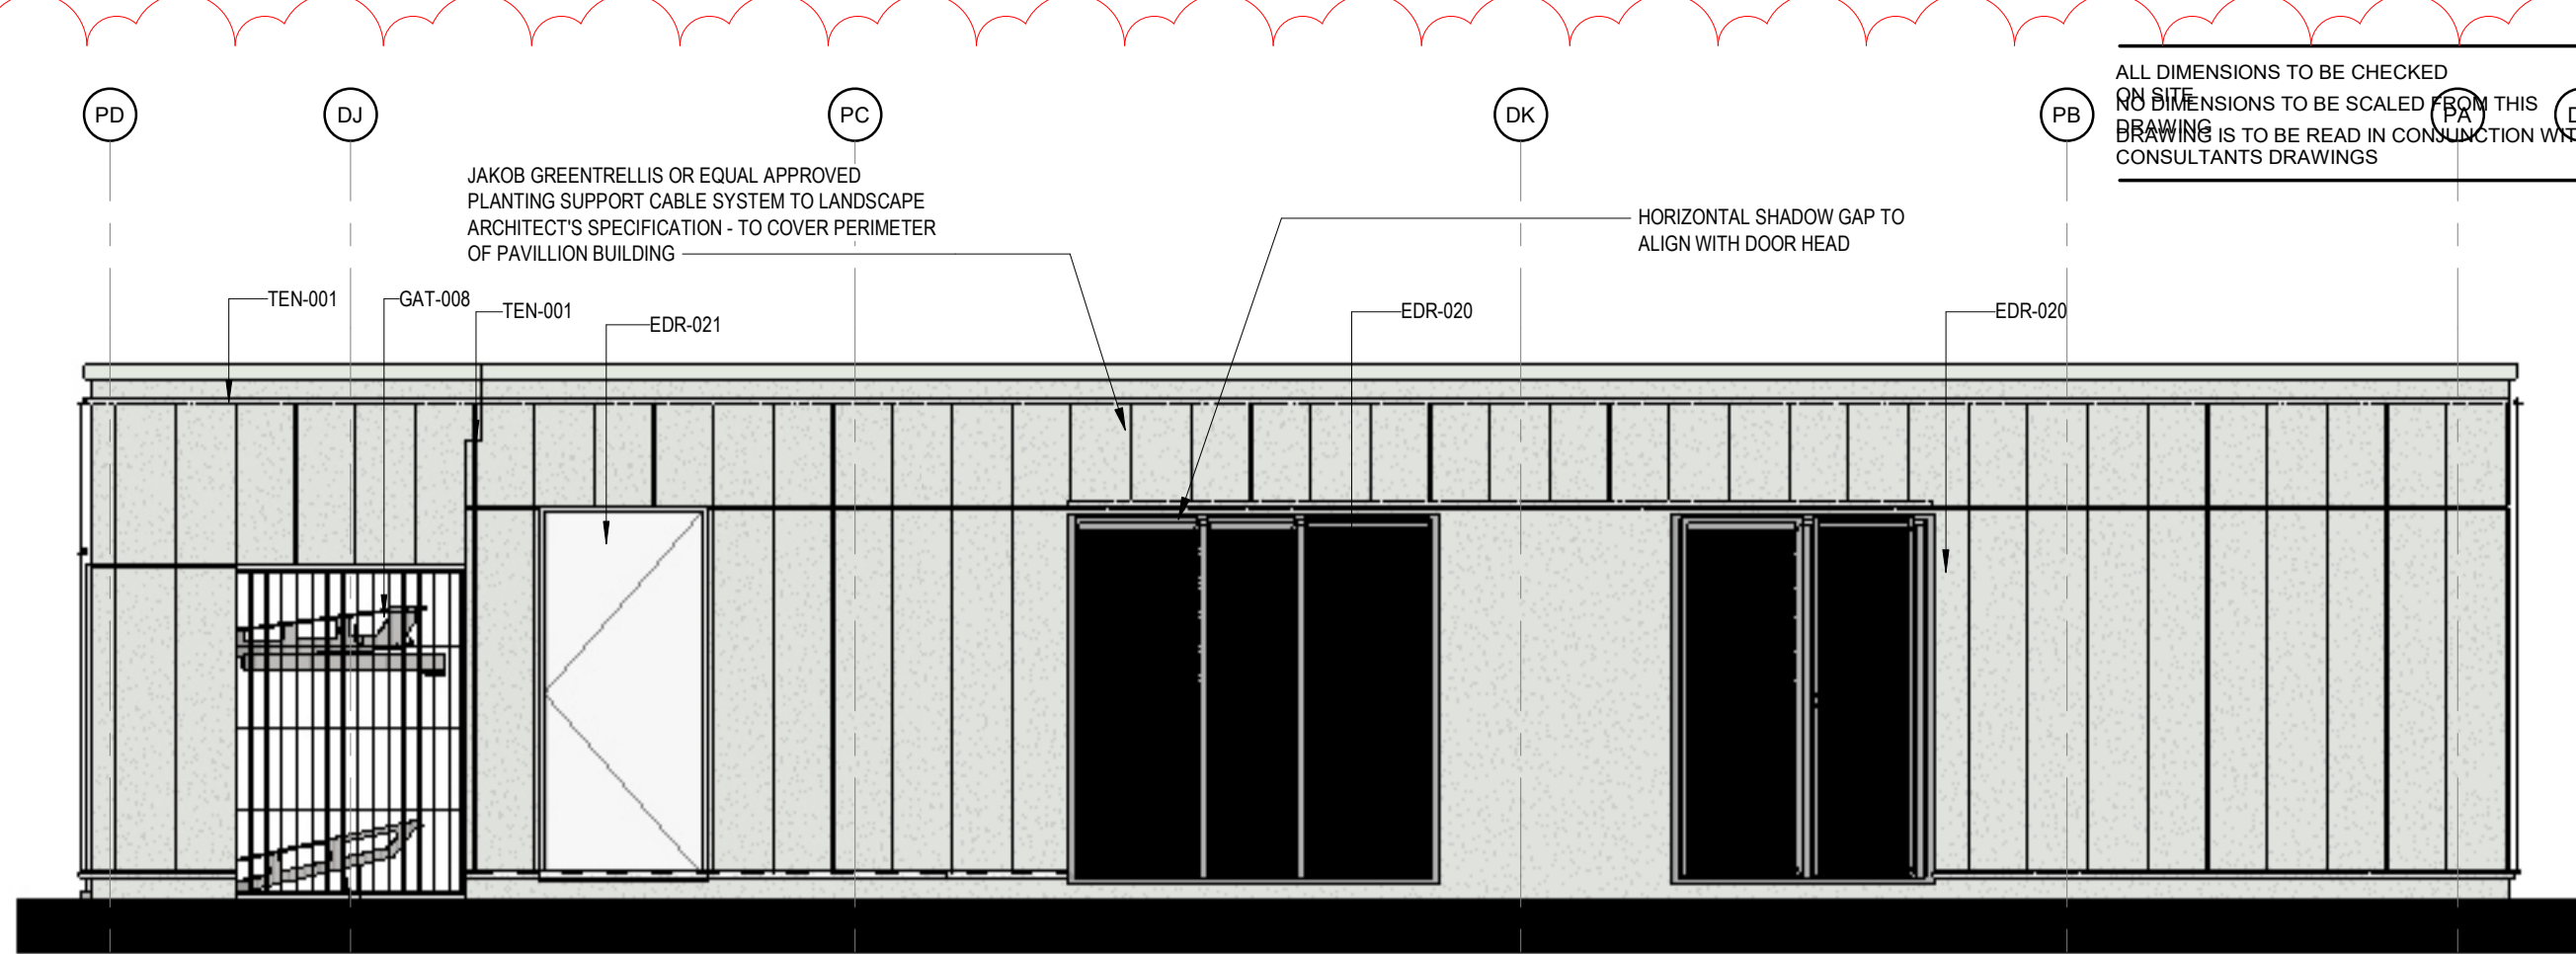 ALL DIMENSIONS TO BE CHECKED
ON SITE
NO DIMENSIONS TO BE SCALED FROM THIS
DRAWING
DRAWING IS TO BE READ IN CONJUNCTION WIT
CONSULTANTS DRAWINGS
PD
DJ
PC
DK
PB
PA
D
JAKOB GREENTRELLIS OR EQUAL APPROVED
PLANTING SUPPORT CABLE SYSTEM TO LANDSCAPE
ARCHITECT'S SPECIFICATION - TO COVER PERIMETER
OF PAVILLION BUILDING
HORIZONTAL SHADOW GAP TO
ALIGN WITH DOOR HEAD
TEN-001
GAT-008
TEN-001
EDR-021
EDR-020
EDR-020